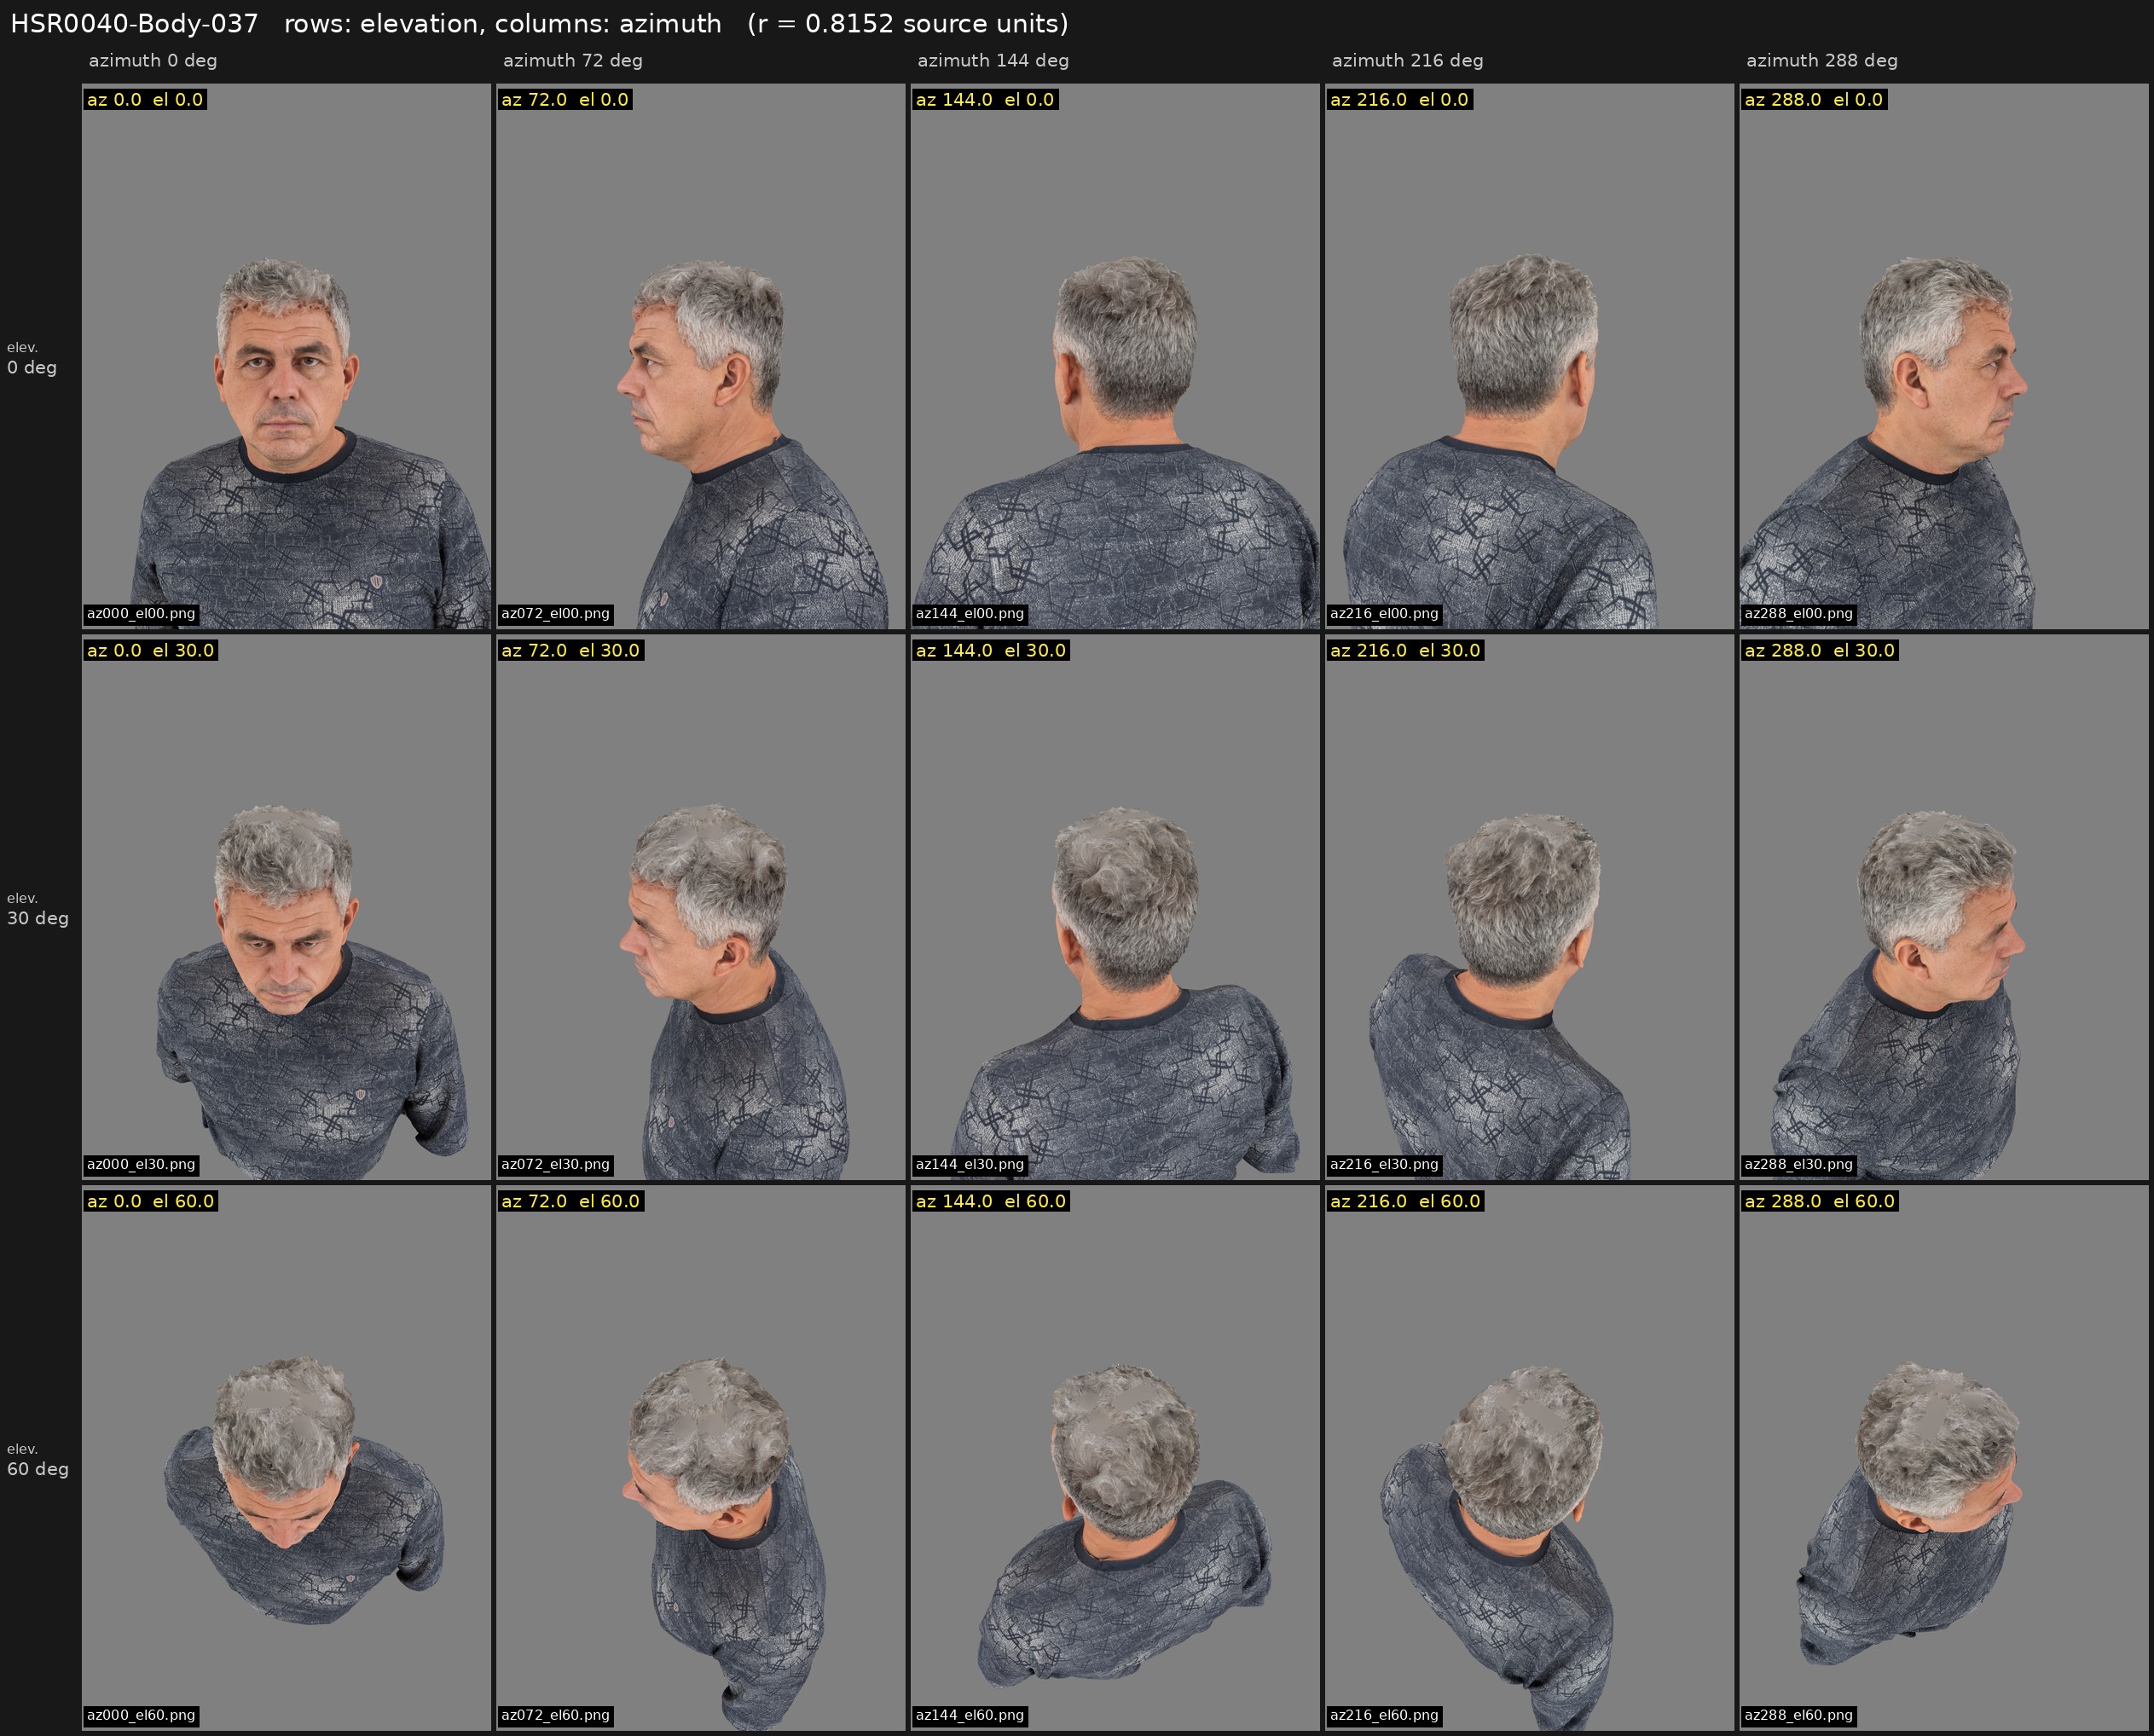 HSR0040-Body-037   rows: elevation, columns: azimuth   (r = 0.8152 source units)
azimuth 0 deg
azimuth 72 deg
azimuth 144 deg
azimuth 216 deg
azimuth 288 deg
elev.
0 deg
az 0.0  el 0.0
az000_el00.png
az 72.0  el 0.0
az072_el00.png
az 144.0  el 0.0
az144_el00.png
az 216.0  el 0.0
az216_el00.png
az 288.0  el 0.0
az288_el00.png
elev.
30 deg
az 0.0  el 30.0
az000_el30.png
az 72.0  el 30.0
az072_el30.png
az 144.0  el 30.0
az144_el30.png
az 216.0  el 30.0
az216_el30.png
az 288.0  el 30.0
az288_el30.png
elev.
60 deg
az 0.0  el 60.0
az000_el60.png
az 72.0  el 60.0
az072_el60.png
az 144.0  el 60.0
az144_el60.png
az 216.0  el 60.0
az216_el60.png
az 288.0  el 60.0
az288_el60.png